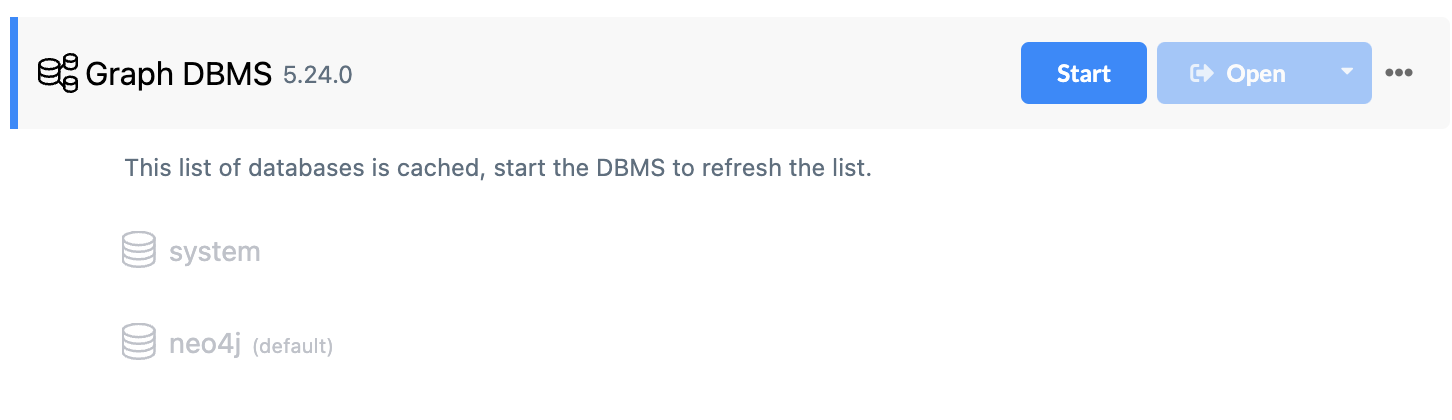 Graph DBMS 5.24.0 Start Open
This list of databases is cached, start the DBMS to refresh the list.
system
neo4j (default)